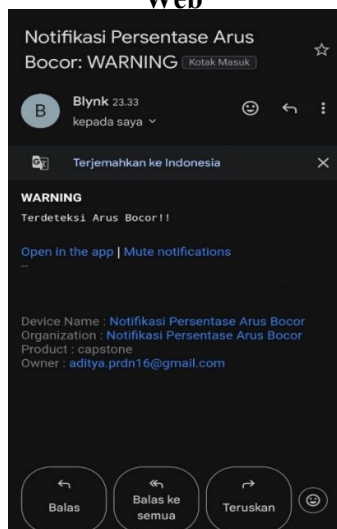 Web
Notifikasi Persentase Arus
Bocor: WARNING Kotak Masuk
B
Blynk 23.33
kepada saya
Terjemahkan ke Indonesia
WARNING
Terdeteksi Arus Bocor!!
Open in the app | Mute notifications
--
Device Name : Notifikasi Persentase Arus Bocor
Organization : Notifikasi Persentase Arus Bocor
Product : capstone
Owner : aditya.prdn16@gmail.com
Balas
Balas ke
semua
Teruskan